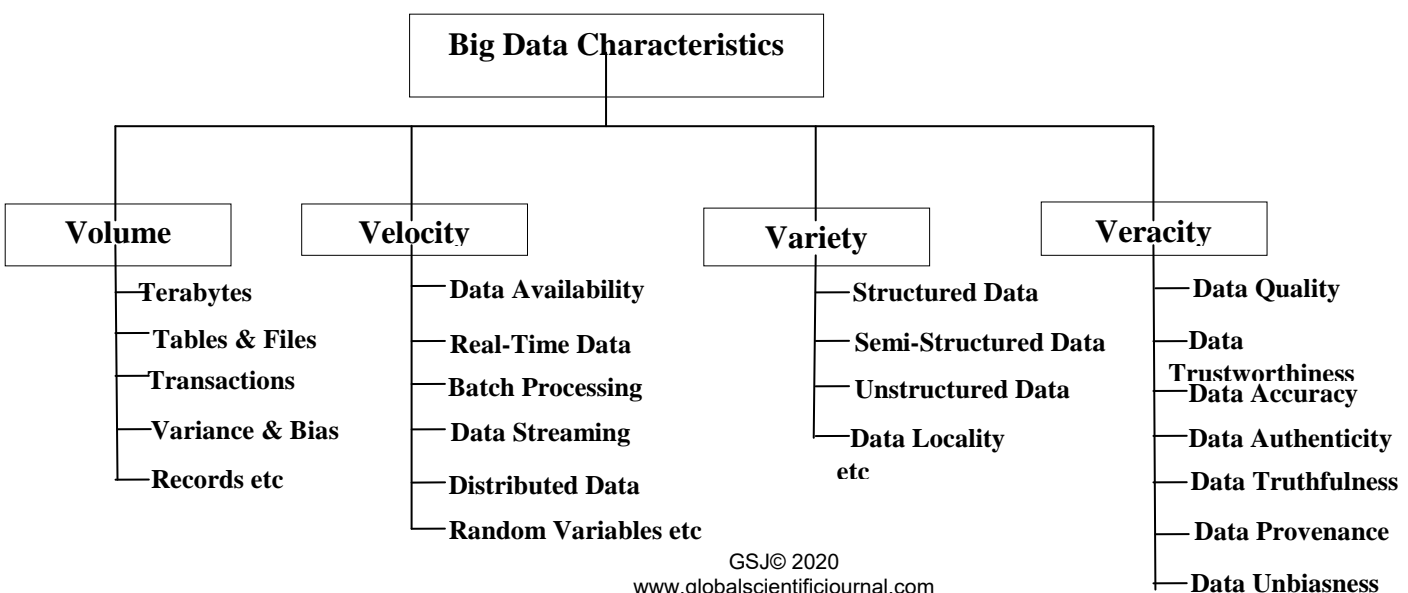 Big Data Characteristics
Volume
Terabytes
Tables & Files
Transactions
Variance & Bias
Records etc
Velocity
Data Availability
Real-Time Data
Batch Processing
Data Streaming
Distributed Data
Random Variables etc
Variety
Structured Data
Semi-Structured Data
Unstructured Data
Data Locality
etc
Veracity
Data Quality
Data
Trustworthiness
Data Accuracy
Data Authenticity
Data Truthfulness
Data Provenance
Data Unbiasness
GSJ© 2020
www.globalscientificjournal.com